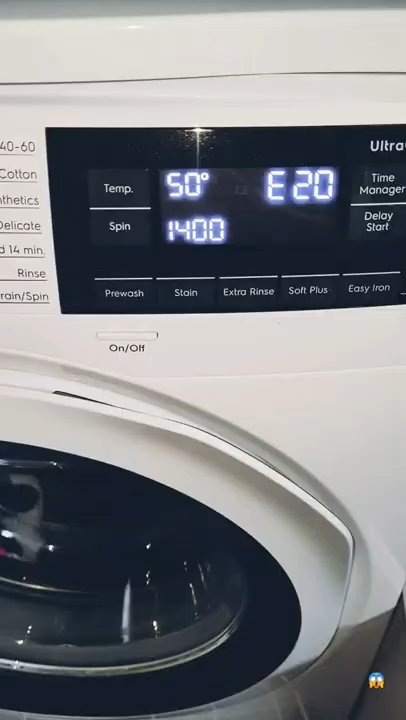 40-60
Cotton
nthetics
Delicate
d 14 min.
Rinse
rain/Spin
Temp.
Spin
50°
E20
1400
Ultra
Time
Manager
Delay
Start
Prewash
Stain
Extra Rinse
Soft Plus
Easy Iron
On/Off